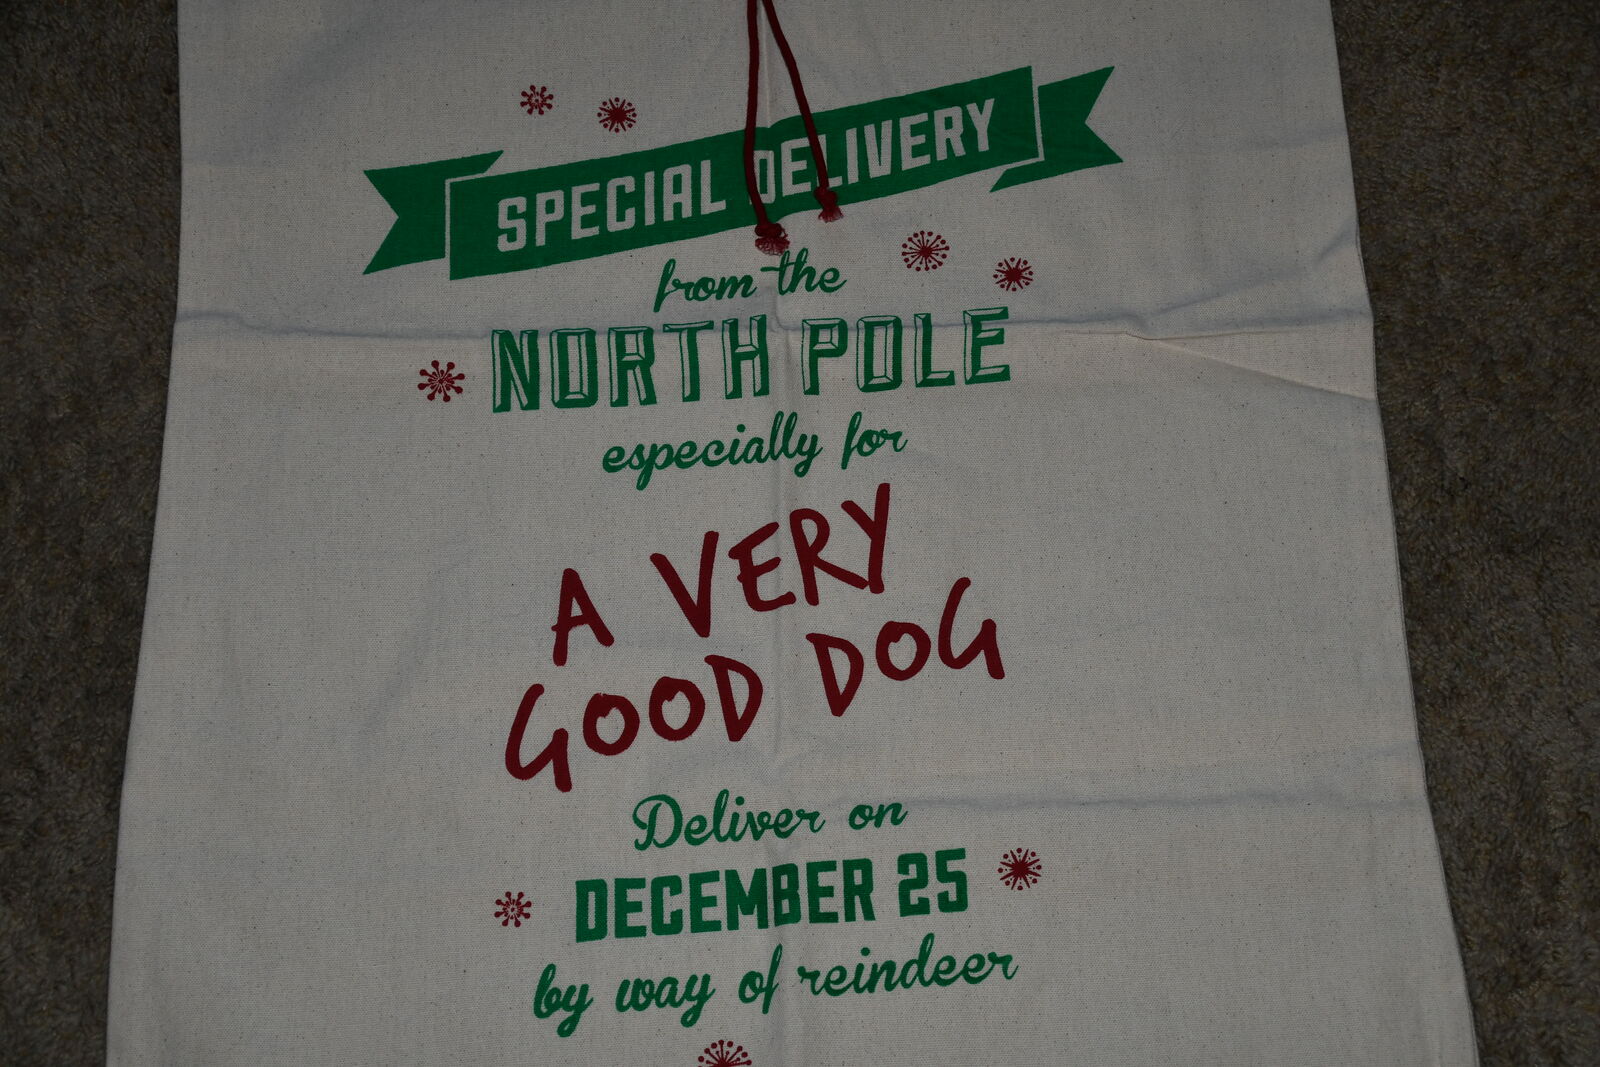 SPECIAL DELIVERY
from the
NORTH POLE
especially for
A VERY
GOOD DOG
Deliver on
DECEMBER 25
by way of reindeer